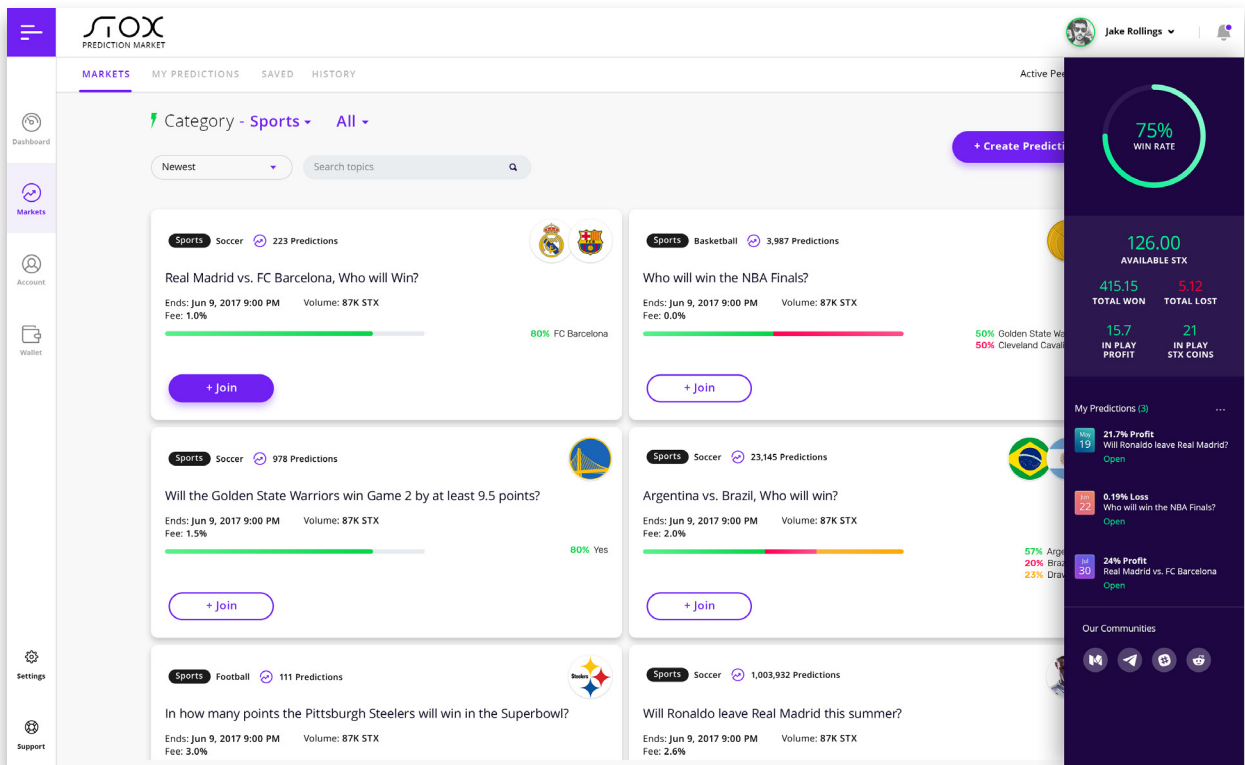 STOX
PREDICTION MARKET
Jake Rollings
MARKETS MY PREDICTIONS SAVED HISTORY
Active
Dashboard
Markets
Account
Wallet
Settings
Support
Category - Sports All
Newest
Search topics
+ Create
Sports Soccer 223 Predictions
Real Madrid vs. FC Barcelona, Who will Win?
Ends: Jun 9, 2017 9:00 PM Volume: 87K STX
Fee: 1.0%
80% FC Barcelona
+ Join
Sports Basketball 3,987 Predictions
Who will win the NBA Finals?
Ends: Jun 9, 2017 9:00 PM Volume: 87K STX
Fee: 0.0%
50% Golden State
50% Cleveland
+ Join
Sports Soccer 978 Predictions
Will the Golden State Warriors win Game 2 by at least 9.5 points?
Ends: Jun 9, 2017 9:00 PM Volume: 87K STX
Fee: 1.5%
80% Yes
+ Join
Sports Soccer 23,145 Predictions
Argentina vs. Brazil, Who will win?
Ends: Jun 9, 2017 9:00 PM Volume: 87K STX
Fee: 2.0%
57%
20%
23%
+ Join
Sports Football 111 Predictions
Steelers
In how many points the Pittsburgh Steelers will win in the Superbowl?
Ends: Jun 9, 2017 9:00 PM Volume: 87K STX
Fee: 3.0%
Sports Soccer 1,003,932 Predictions
Will Ronaldo leave Real Madrid this summer?
Ends: Jun 9, 2017 9:00 PM Volume: 87K STX
Fee: 2.6%
75%
WIN RATE
126.00
AVAILABLE STX
415.15 5.12
TOTAL WON TOTAL LOST
15.7 21
IN PLAY IN PLAY
PROFIT STX COINS
My Predictions (3) ...
May
19
21.7% Profit
Will Ronaldo leave Real Madrid?
Open
Jun
22
0.19% Loss
Who will win the NBA Finals?
Open
Jul
30
24% Profit
Real Madrid vs. FC Barcelona
Open
Our Communities